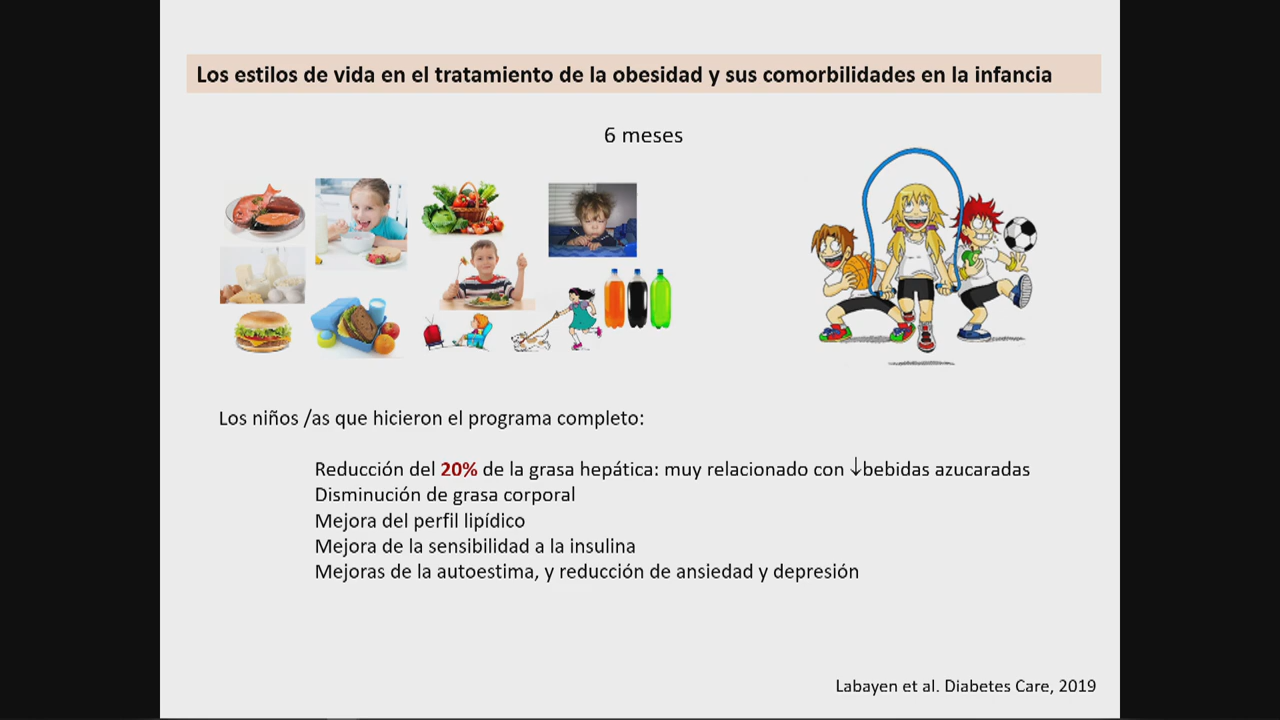 Los estilos de vida en el tratamiento de la obesidad y sus comorbilidades en la infancia
6 meses
Los niños /as que hicieron el programa completo:
Reducción del 20% de la grasa hepática: muy relacionado con ↓bebidas azucaradas
Disminución de grasa corporal
Mejora del perfil lipídico
Mejora de la sensibilidad a la insulina
Mejoras de la autoestima, y reducción de ansiedad y depresión
Labayen et al. Diabetes Care, 2019